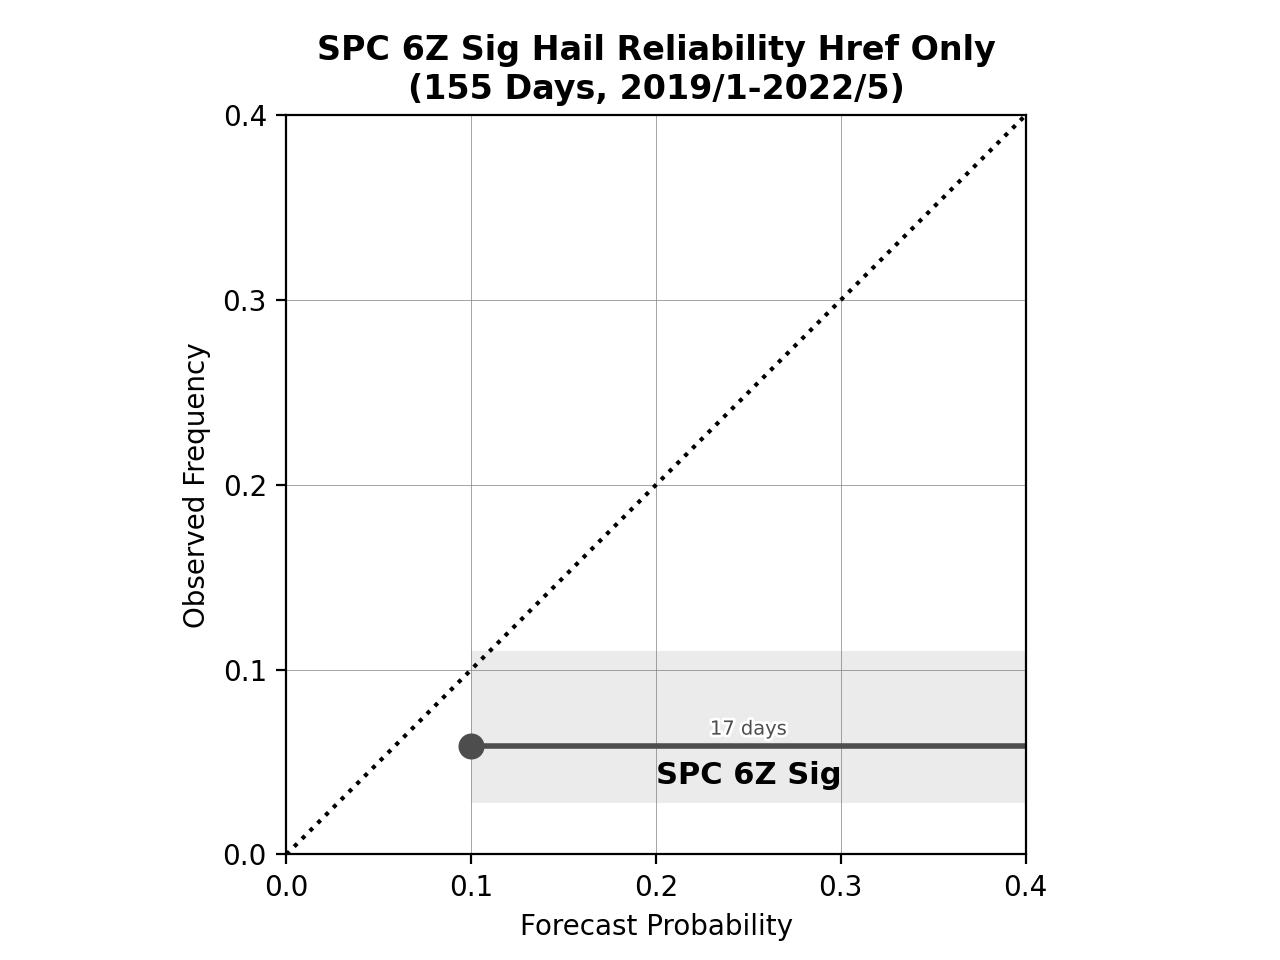 SPC 6Z Sig Hail Reliability Href Only
(155 Days, 2019/1-2022/5)
0.4
0.3
0.2
0.1
0.0
Observed Frequency
17 days
SPC 6Z Sig
0.0 0.1 0.2 0.3 0.4
Forecast Probability